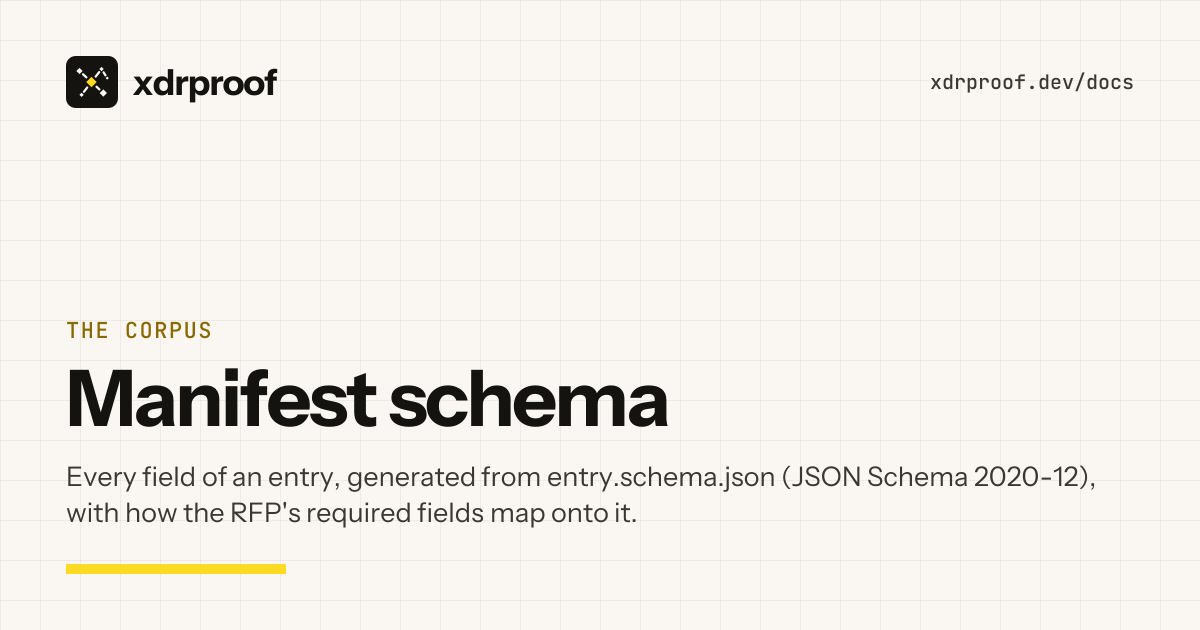 xdrproof
xdrproof.dev/docs
THE CORPUS
Manifest schema
Every field of an entry, generated from entry.schema.json (JSON Schema 2020-12),
with how the RFP's required fields map onto it.